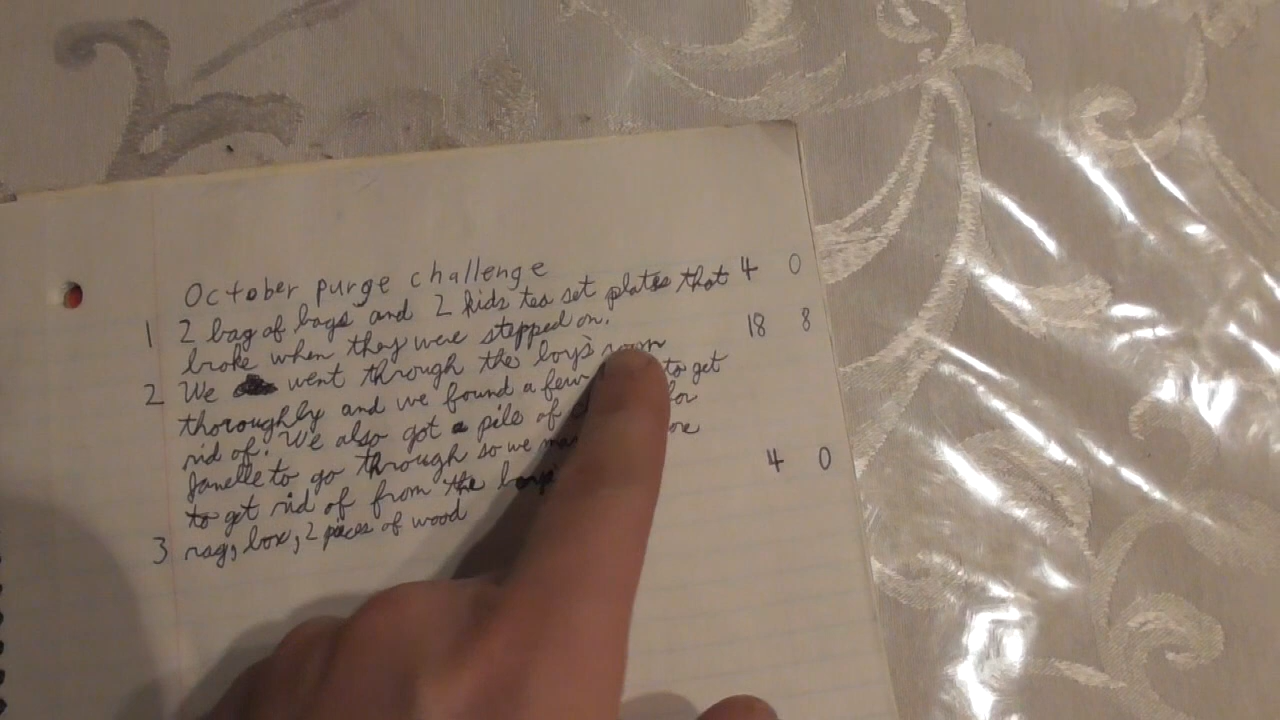 October purge challenge
1 2 bag of bags and 2 kids tea set plates that 4 0
broke when they were stepped on.
2 We went through the boy's room 18 8
thoroughly and we found a few to get
rid of. We also got a pile of for
Janelle to go through so we
to get rid of from the boys
3 rag, box, 2 pieces of wood 4 0